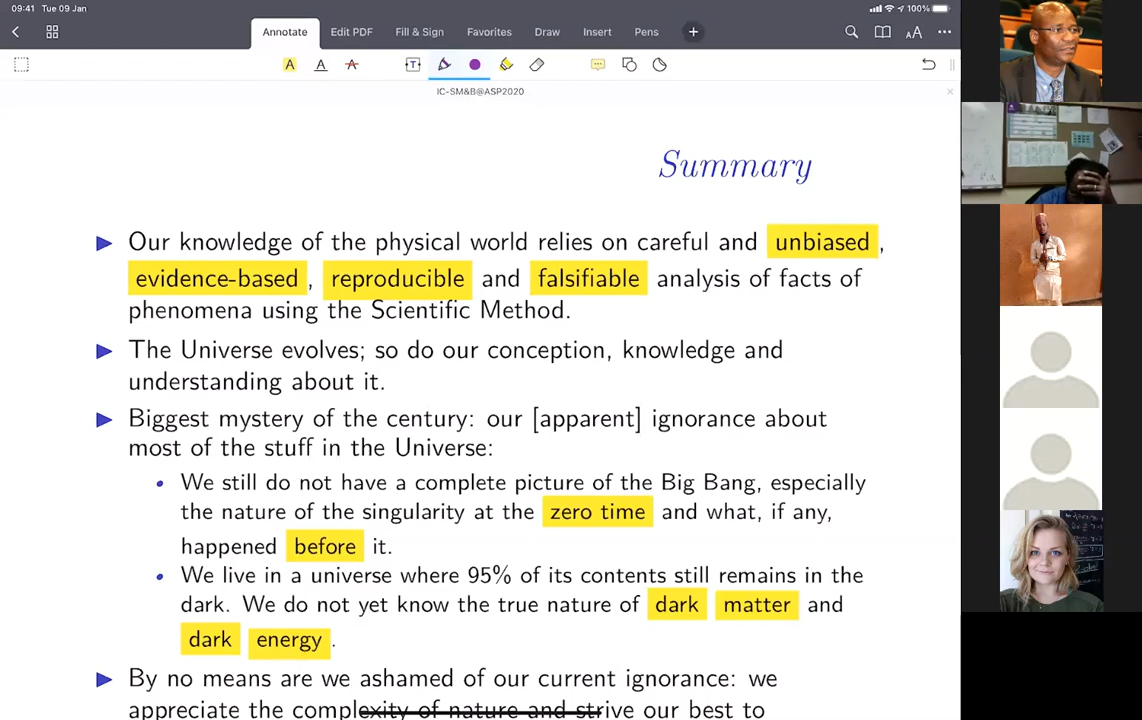 09:41 Tue 09 Jan 100%
Annotate Edit PDF Fill & Sign Favorites Draw Insert Pens
IC-SM&B@ASP2020
Summary
Our knowledge of the physical world relies on careful and unbiased,
evidence-based, reproducible and falsifiable analysis of facts of
phenomena using the Scientific Method.
The Universe evolves; so do our conception, knowledge and
understanding about it.
Biggest mystery of the century: our [apparent] ignorance about
most of the stuff in the Universe:
We still do not have a complete picture of the Big Bang, especially
the nature of the singularity at the zero time and what, if any,
happened before it.
We live in a universe where 95% of its contents still remains in the
dark. We do not yet know the true nature of dark matter and
dark energy.
By no means are we ashamed of our current ignorance: we
appreciate the complexity of nature and strive our best to